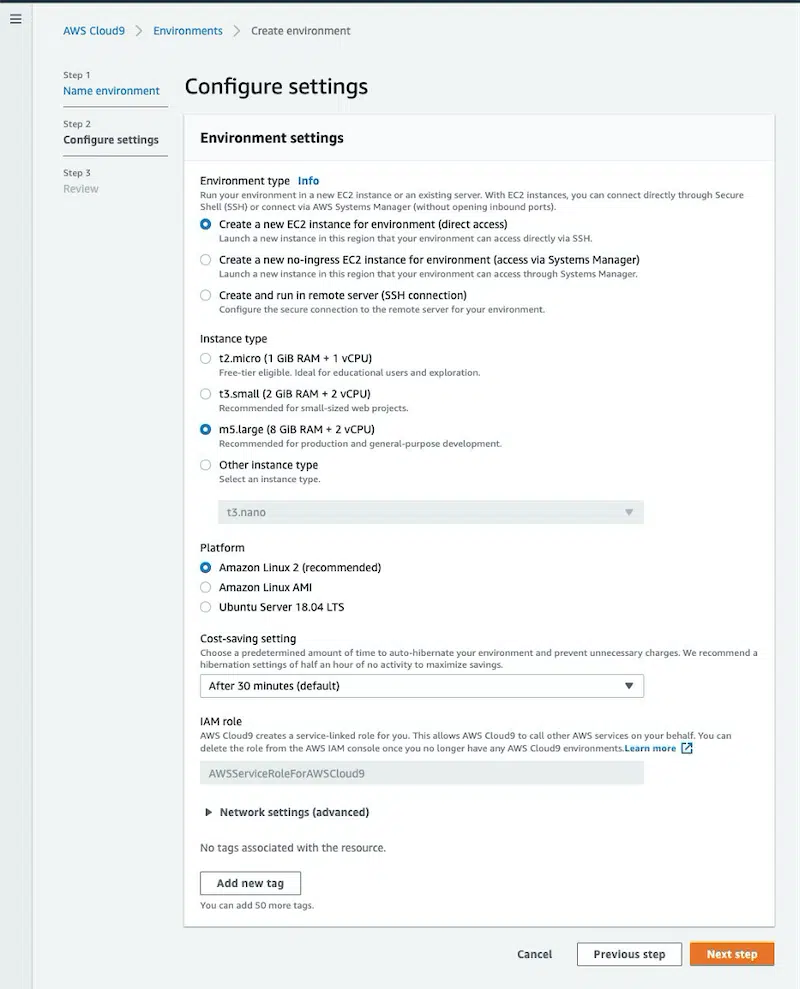 AWS Cloud9 > Environments > Create environment
Step 1
Name environment
Step 2
Configure settings
Step 3
Review
Configure settings
Environment settings
Environment type Info
Run your environment in a new EC2 instance or an existing server. With EC2 instances, you can connect directly through Secure
Shell (SSH) or connect via AWS Systems Manager (without opening inbound ports).
Create a new EC2 instance for environment (direct access)
Launch a new instance in this region that your environment can access directly via SSH.
Create a new no-ingress EC2 instance for environment (access via Systems Manager)
Launch a new instance in this region that your environment can access through Systems Manager.
Create and run in remote server (SSH connection)
Configure the secure connection to the remote server for your environment.
Instance type
t2.micro (1 GiB RAM + 1 vCPU)
Free-tier eligible. Ideal for educational users and exploration.
t3.small (2 GiB RAM + 2 vCPU)
Recommended for small-sized web projects.
m5.large (8 GiB RAM + 2 vCPU)
Recommended for production and general-purpose development.
Other instance type
Select an instance type.
t3.nano
Platform
Amazon Linux 2 (recommended)
Amazon Linux AMI
Ubuntu Server 18.04 LTS
Cost-saving setting
Choose a predetermined amount of time to auto-hibernate your environment and prevent unnecessary charges. We recommend a
hibernation settings of half an hour of no activity to maximize savings.
After 30 minutes (default)
IAM role
AWS Cloud9 creates a service-linked role for you. This allows AWS Cloud9 to call other AWS services on your behalf. You can
delete the role from the AWS IAM console once you no longer have any AWS Cloud9 environments.Learn more
AWSServiceRoleForAWSCloud9
Network settings (advanced)
No tags associated with the resource.
Add new tag
You can add 50 more tags.
Cancel
Previous step
Next step